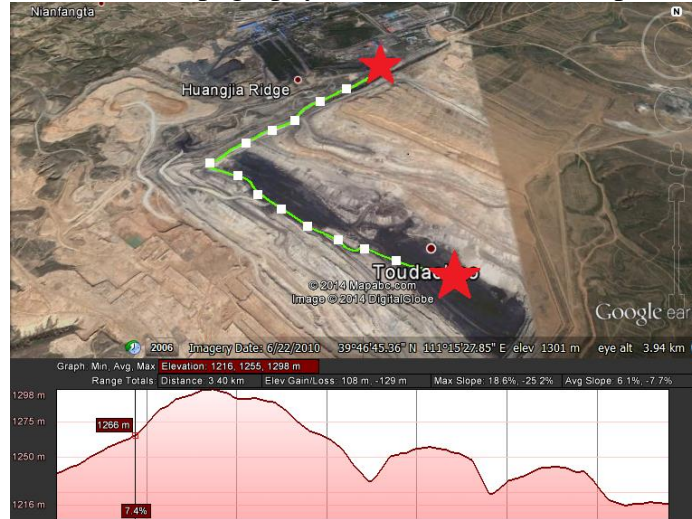 Nianfangta
N
Huangjia Ridge
© 2014 Mapabc.com
Image © 2014 DigitalGlobe
Google ear
2006 Imagery Date: 6/22/2010 39°46'45.36" N 111°15'27.85" E elev 1301 m eye alt 3.94 km
Graph: Min, Avg, Max Elevation: 1216, 1255, 1298 m
Range Totals: Distance: 3.40 km Elev Gain/Loss: 108 m, -129 m Max Slope: 18.6%, -25.2% Avg Slope: 6.1%, -7.7%
1298 m
1275 m
1266 m
1250 m
1216 m
7.4%